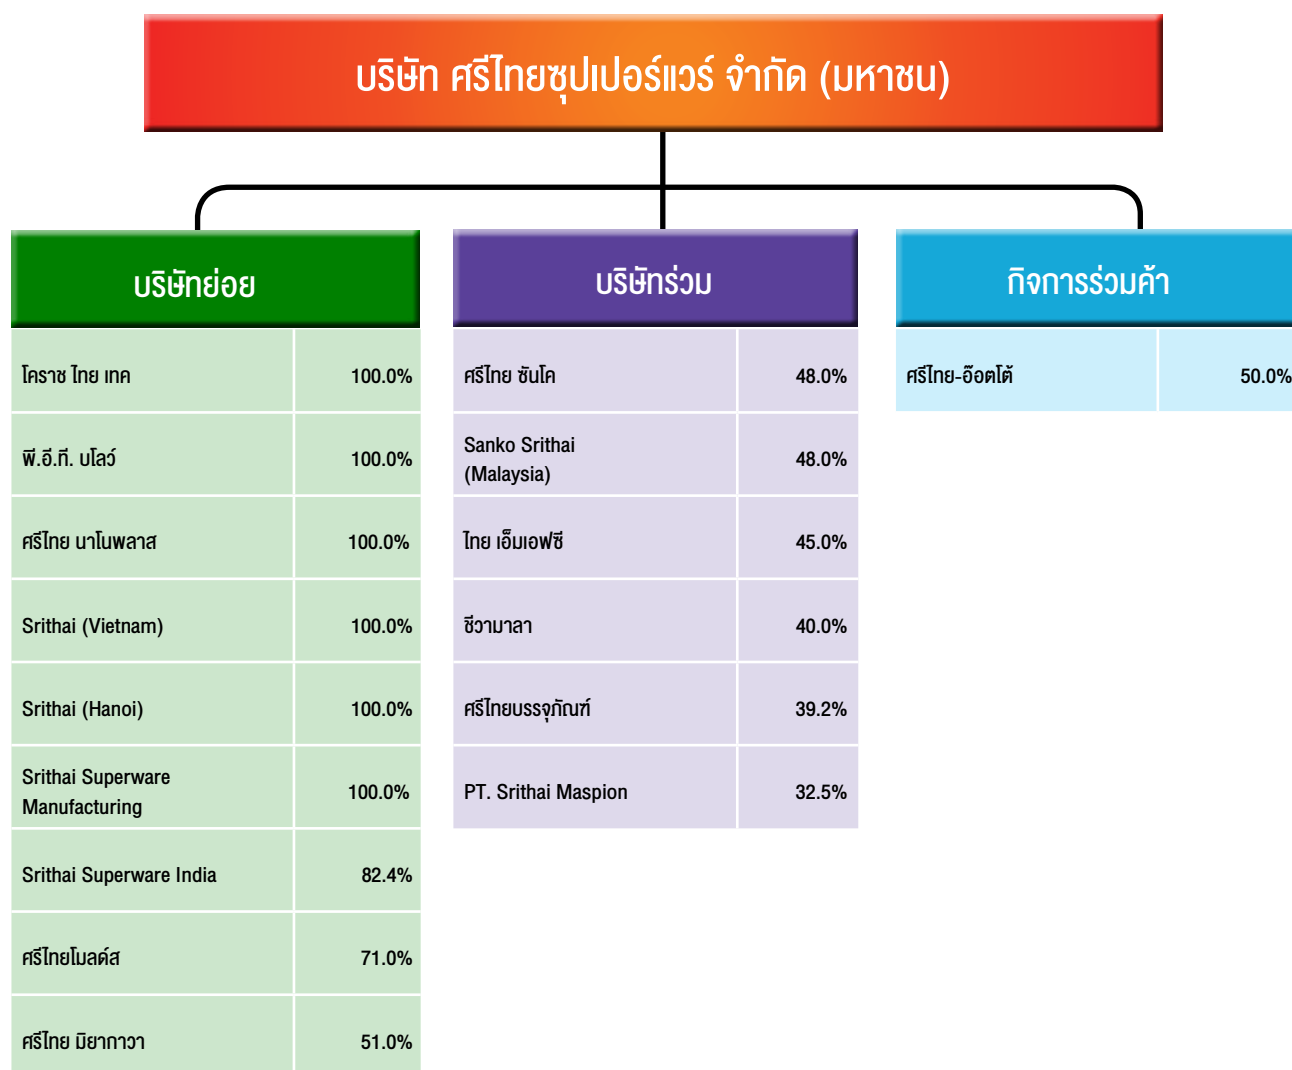 บริษัท ศรีไทยซุปเปอร์แวร์ จำกัด (มหาชน)
บริษัทย่อย
โคราช ไทย เทค 100.0%
พี.อี.ที. บโลว์ 100.0%
ศรีไทย นาโนพลาส 100.0%
Srithai (Vietnam) 100.0%
Srithai (Hanoi) 100.0%
Srithai Superware
Manufacturing 100.0%
Srithai Superware India 82.4%
ศรีไทยโมลด์ส 71.0%
ศรีไทย มิยากาวา 51.0%
บริษัทร่วม
ศรีไทย ซันโค 48.0%
Sanko Srithai
(Malaysia) 48.0%
ไทย เอ็มเอฟซี 45.0%
ชีวามาลา 40.0%
ศรีไทยบรรจุภัณฑ์ 39.2%
PT. Srithai Maspion 32.5%
กิจการร่วมค้า
ศรีไทย-อ๊อตโต้ 50.0%